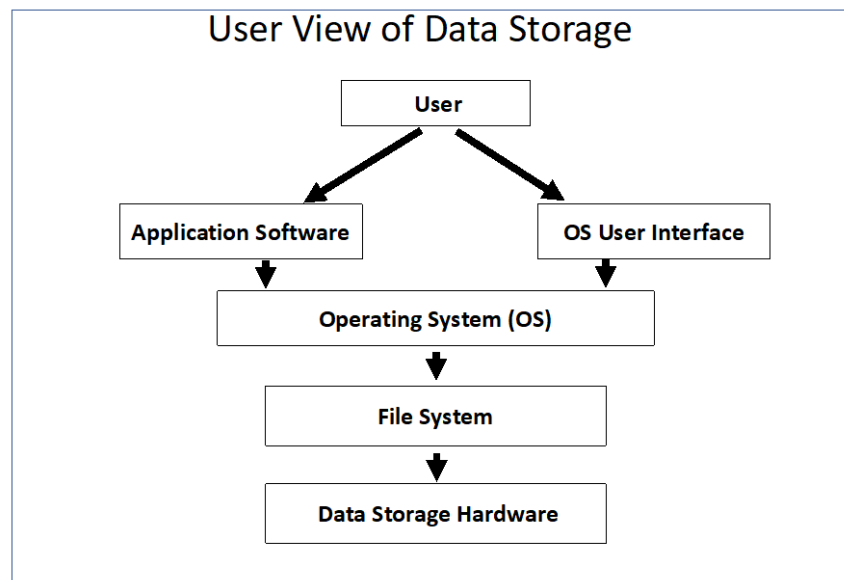 User View of Data Storage
User
Application Software
OS User Interface
Operating System (OS)
File System
Data Storage Hardware